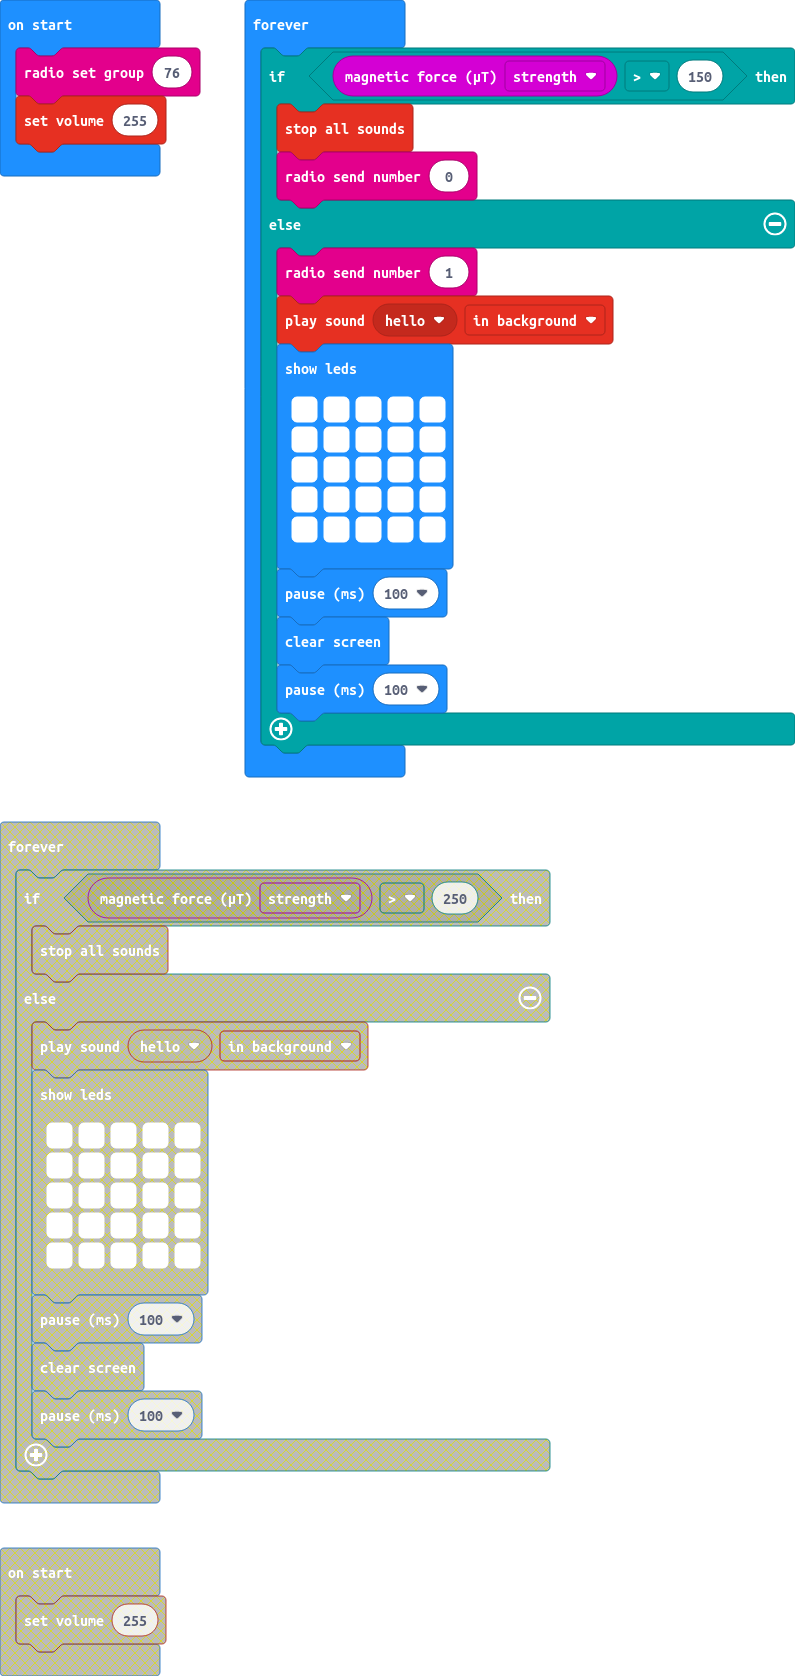 on start
radio set group 76
set volume 255
forever
if magnetic force (µT) strength > 150 then
stop all sounds
radio send number 0
else
radio send number 1
play sound hello in background
show leds
pause (ms) 100
clear screen
pause (ms) 100
forever
if magnetic force (µT) strength > 250 then
stop all sounds
else
play sound hello in background
show leds
pause (ms) 100
clear screen
pause (ms) 100
on start
set volume 255